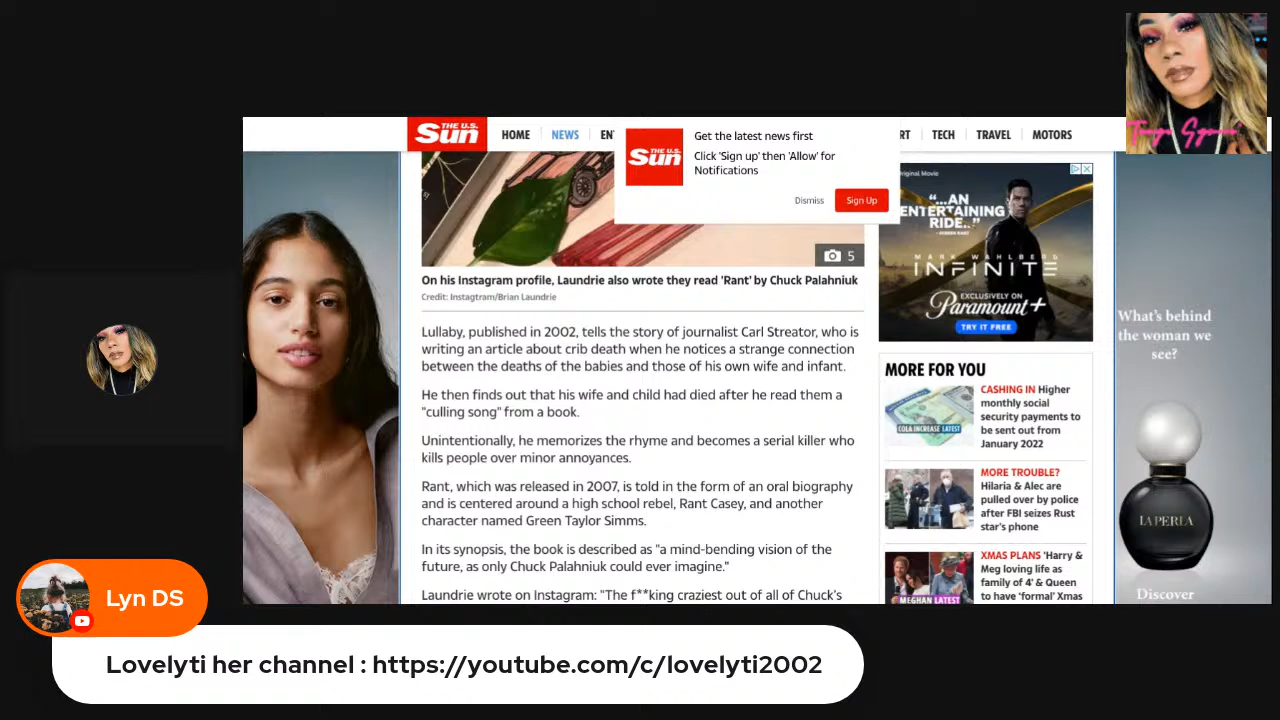 THE U.S.
Sun
HOME
NEWS
EN
RT
TECH
TRAVEL
MOTORS
THE U.S.
Sun
Get the latest news first
Click 'Sign up' then 'Allow' for
Notifications
Dismiss
Sign Up
5
On his Instagram profile, Laundrie also wrote they read 'Rant' by Chuck Palahniuk
Credit: Instagtram/Brian Laundrie
Lullaby, published in 2002, tells the story of journalist Carl Streator, who is
writing an article about crib death when he notices a strange connection
between the deaths of the babies and those of his own wife and infant.
He then finds out that his wife and child had died after he read them a
"culling song" from a book.
Unintentionally, he memorizes the rhyme and becomes a serial killer who
kills people over minor annoyances.
Rant, which was released in 2007, is told in the form of an oral biography
and is centered around a high school rebel, Rant Casey, and another
character named Green Taylor Simms.
In its synopsis, the book is described as "a mind-bending vision of the
future, as only Chuck Palahniuk could ever imagine."
Laundrie wrote on Instagram: "The f**king craziest out of all of Chuck's
riginal Movie
"...AN
ENTERTAINING
RIDE..."
MARK WAHLBERG
INFINITE
EXCLUSIVELY ON
Paramount+
TRY IT FREE
MORE FOR YOU
COLA INCREASE LATEST
CASHING IN Higher
monthly social
security payments to
be sent out from
January 2022
MORE TROUBLE?
Hilaria & Alec are
pulled over by police
after FBI seizes Rust
star's phone
MEGHAN LATEST
XMAS PLANS 'Harry &
Meg loving life as
family of 4' & Queen
to have 'formal' Xmas
What's behind
the woman we
see?
LA PERLA
Discover
Lyn DS
Lovelyti her channel : https://youtube.com/c/lovelyti2002